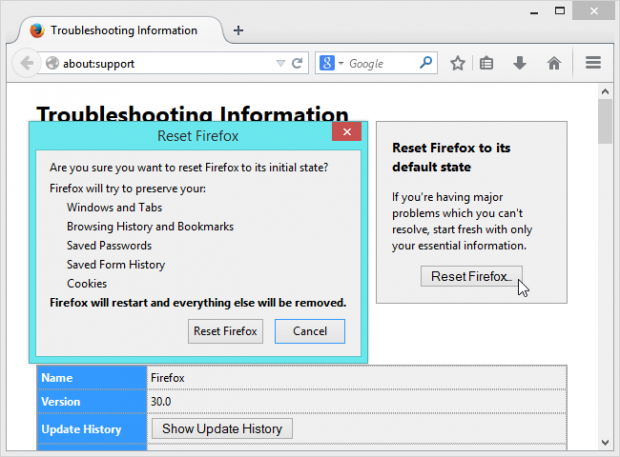 Troubleshooting Information
about:support
Google
Troubleshooting Information
Reset Firefox
Are you sure you want to reset Firefox to its initial state?
Firefox will try to preserve your:
Windows and Tabs
Browsing History and Bookmarks
Saved Passwords
Saved Form History
Cookies
Firefox will restart and everything else will be removed.
Reset Firefox
Cancel
Reset Firefox to its
default state
If you're having major
problems which you can't
resolve, start fresh with only
your essential information.
Reset Firefox...
Name Firefox
Version 30.0
Update History Show Update History